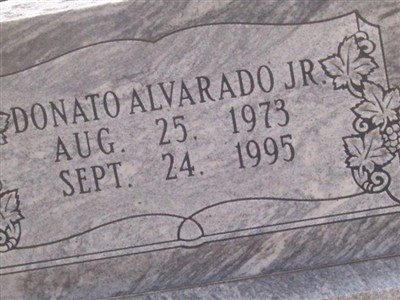 DONATO ALVARADO JR.
AUG. 25. 1973
SEPT. 24. 1995